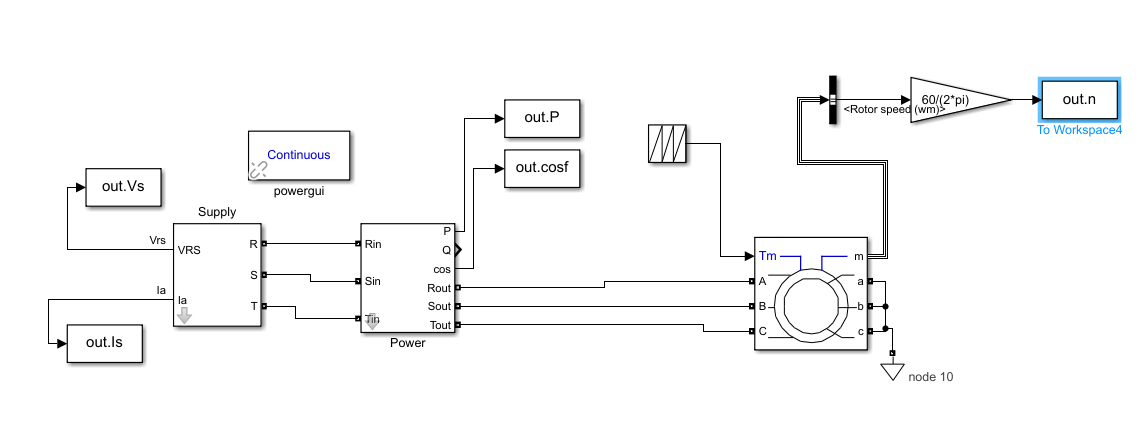 60/(2*pi)
<Rotor speed (wm)>
out.n
To Workspace4
out.P
out.cosf
Continuous
powergui
out.Vs
Supply
Vrs
VRS
R
S
T
Ia
Ia
out.Is
P
Q
cos
Rin
Sin
Tin
Rout
Sout
Tout
Power
Tm
m
A
B
C
a
b
c
node 10